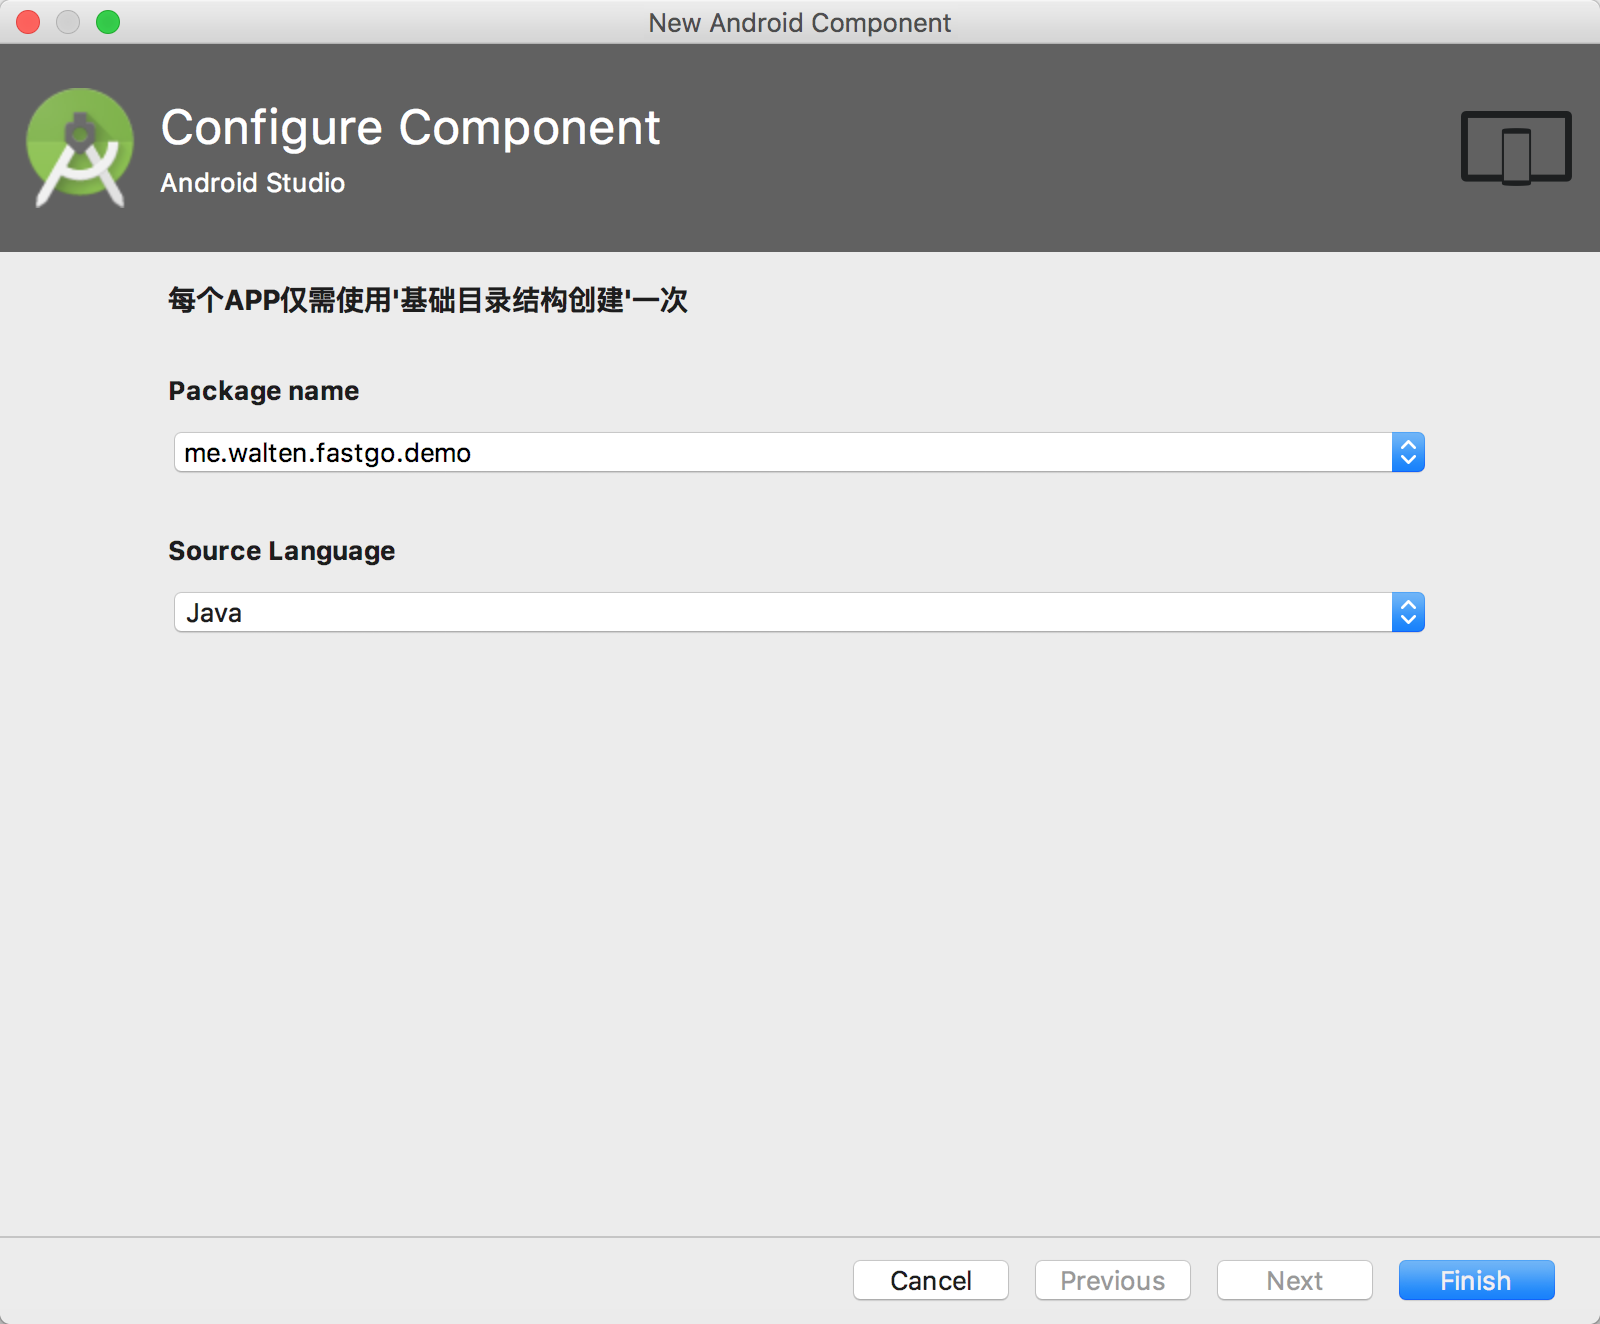 New Android Component
Configure Component
Android Studio
每个APP仅需使用'基础目录结构创建'一次
Package name
me.walten.fastgo.demo
Source Language
Java
Cancel
Previous
Next
Finish